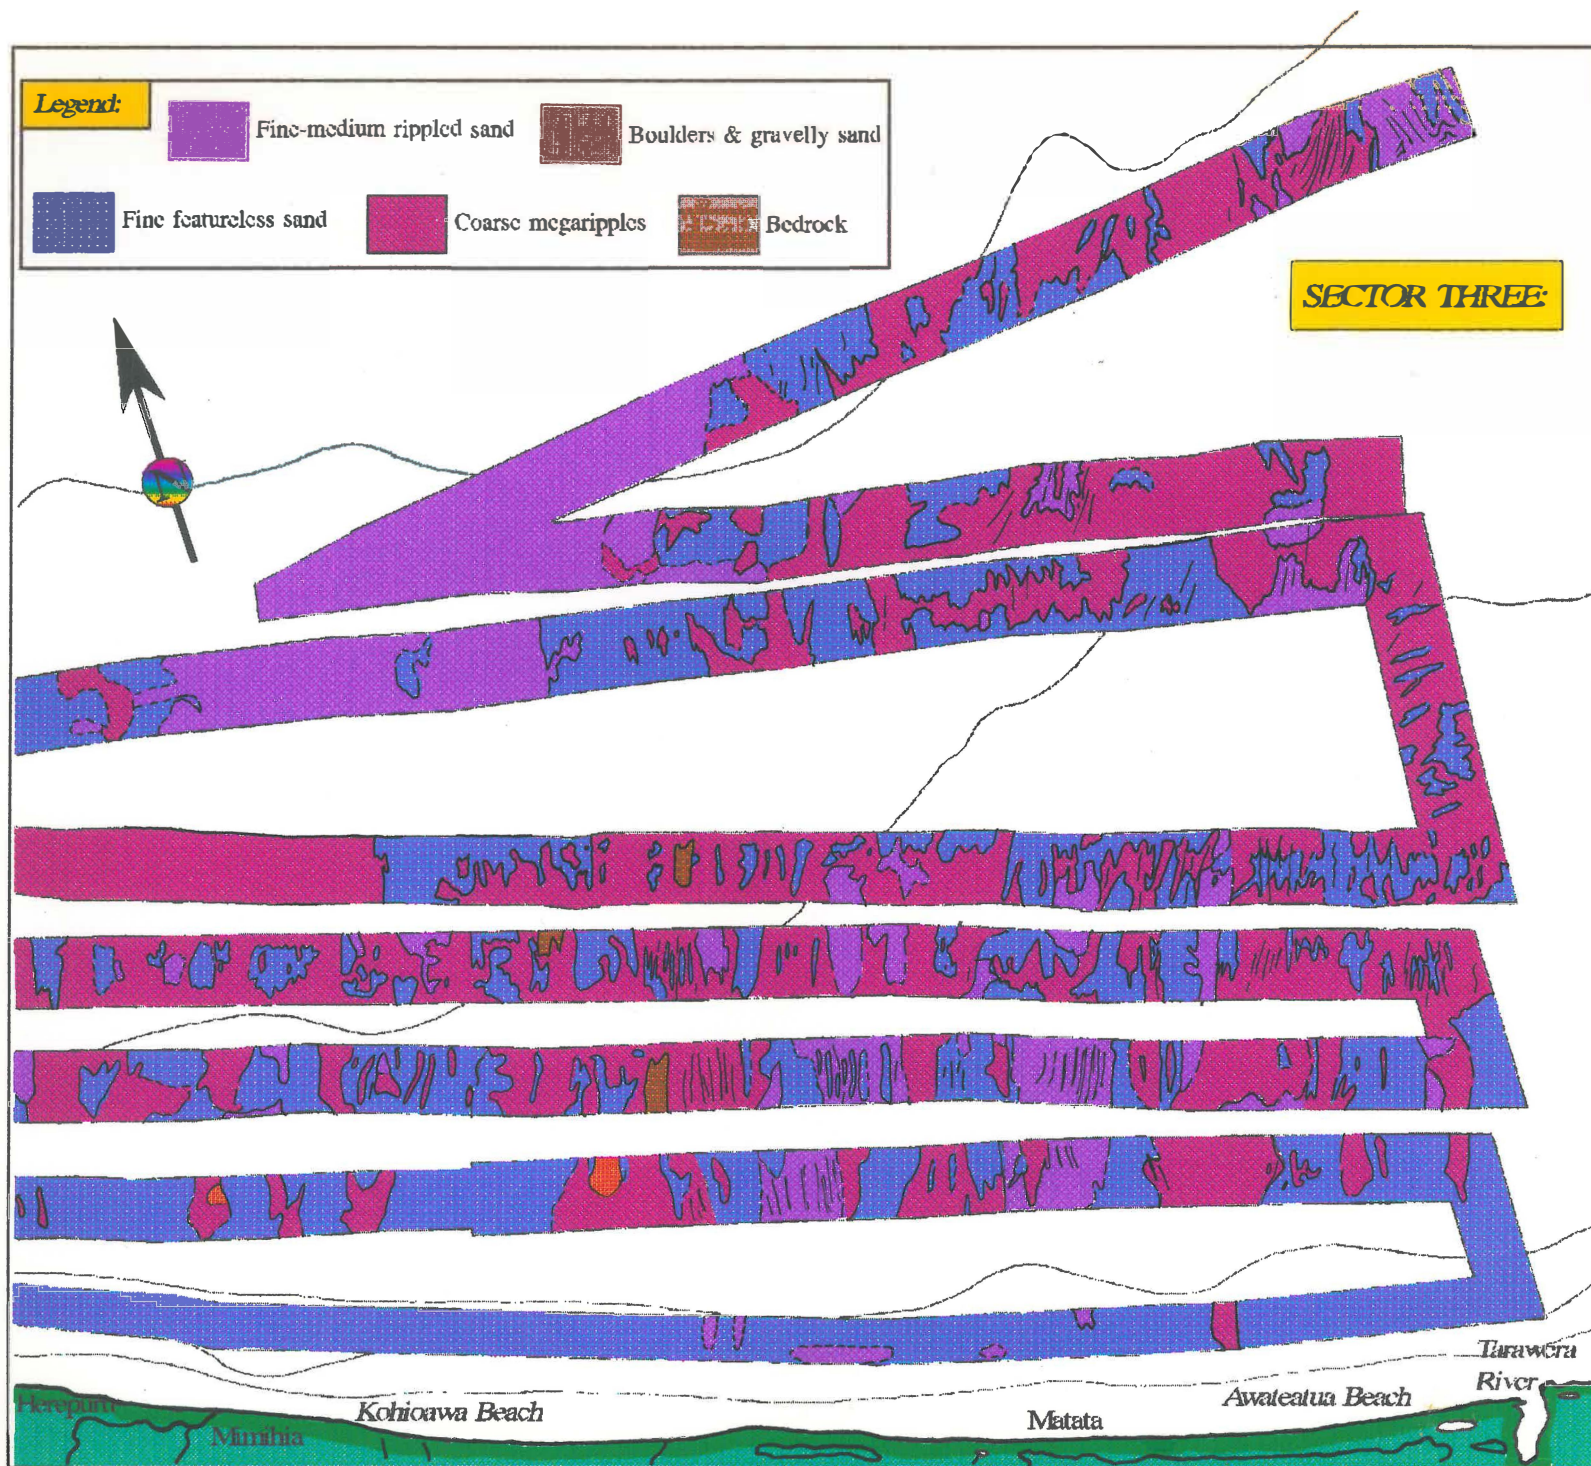 Legend:
Fine-medium rippled sand
Boulders & gravelly sand
Fine featureless sand
Coarse megaripples
Bedrock
SECTOR THREE:
Tarawera
River
Herepuru
Kohioawa Beach
Awateatua Beach
Matata
Mimihia